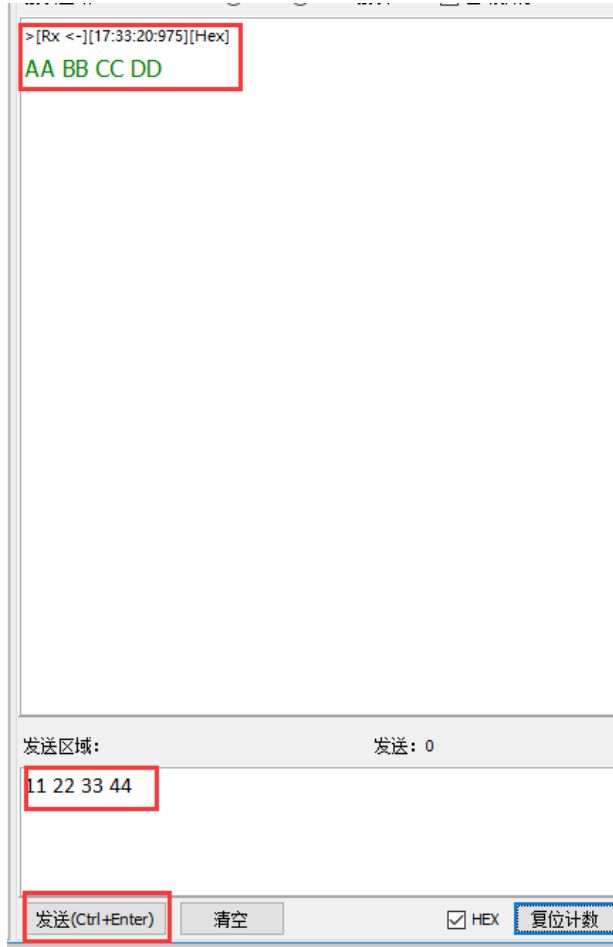 >[Rx <-][17:33:20:975][Hex]
AA BB CC DD
发送区域: 发送: 0
11 22 33 44
发送(Ctrl+Enter) 清空 HEX 复位计数